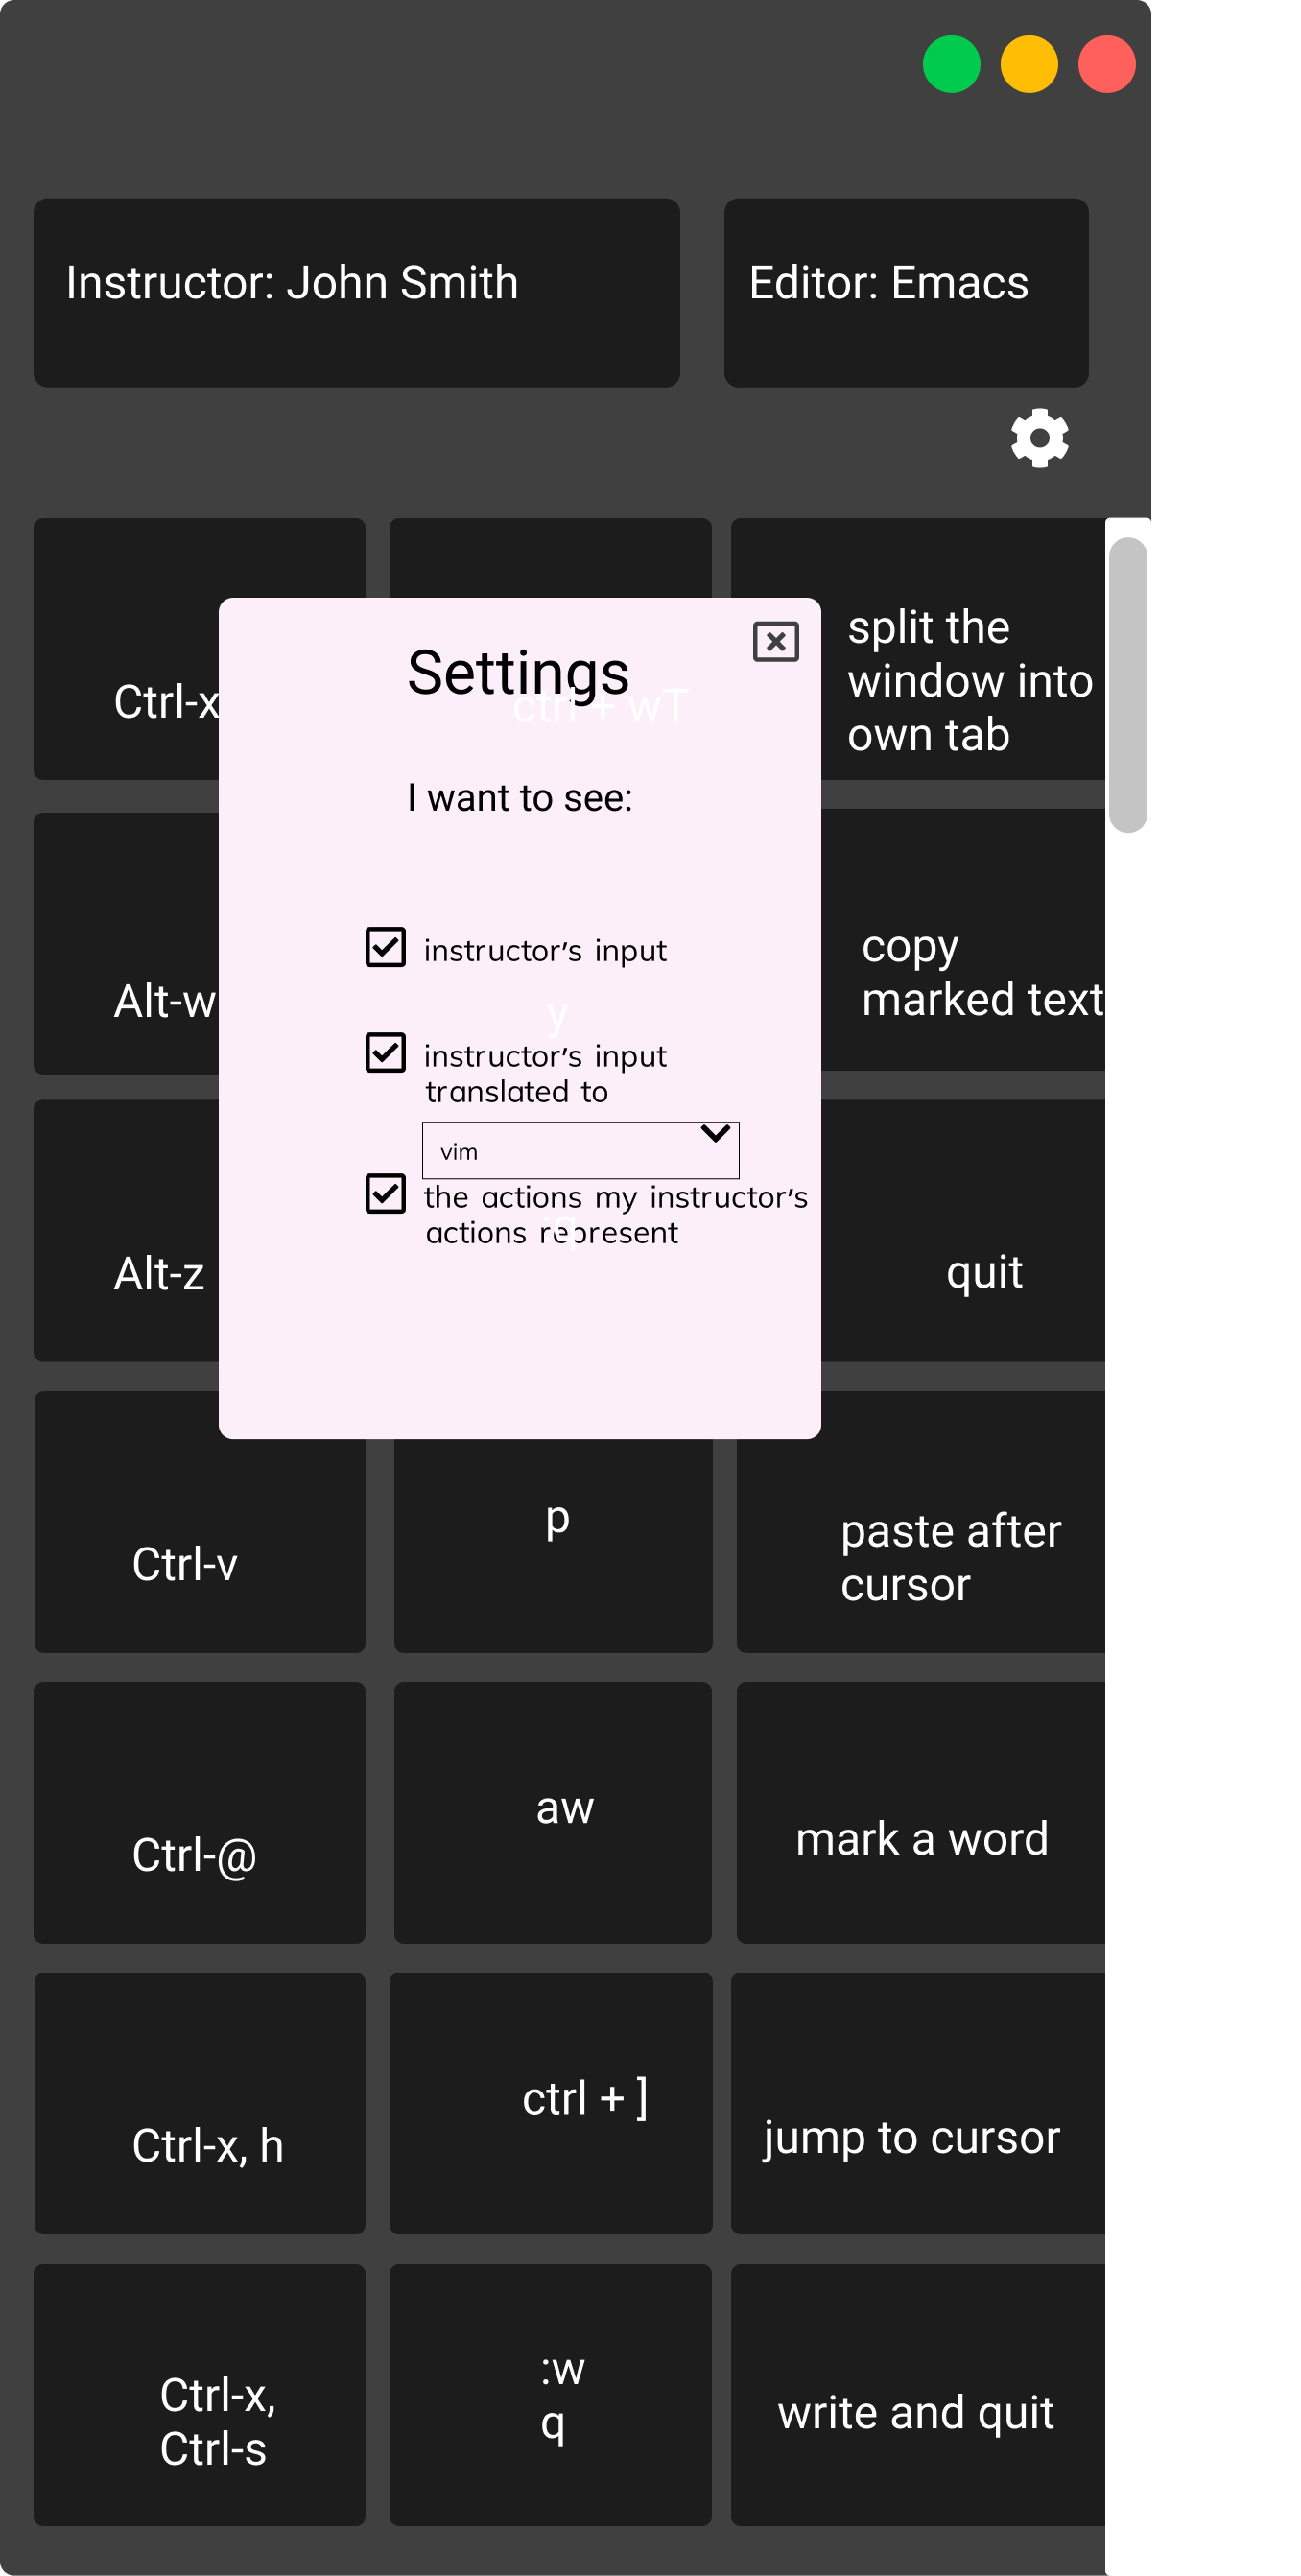 Instructor: John Smith
Editor: Emacs
Settings
Ctrl-x
ctrl + wT
split the
window into
own tab
I want to see:
instructor's input
Alt-w
y
copy
marked text
instructor's input
translated to
vim
the actions my instructor's
actions represent
Alt-z
:q
quit
Ctrl-v
p
paste after
cursor
Ctrl-@
aw
mark a word
Ctrl-x, h
ctrl + ]
jump to cursor
Ctrl-x,
Ctrl-s
:w
q
write and quit